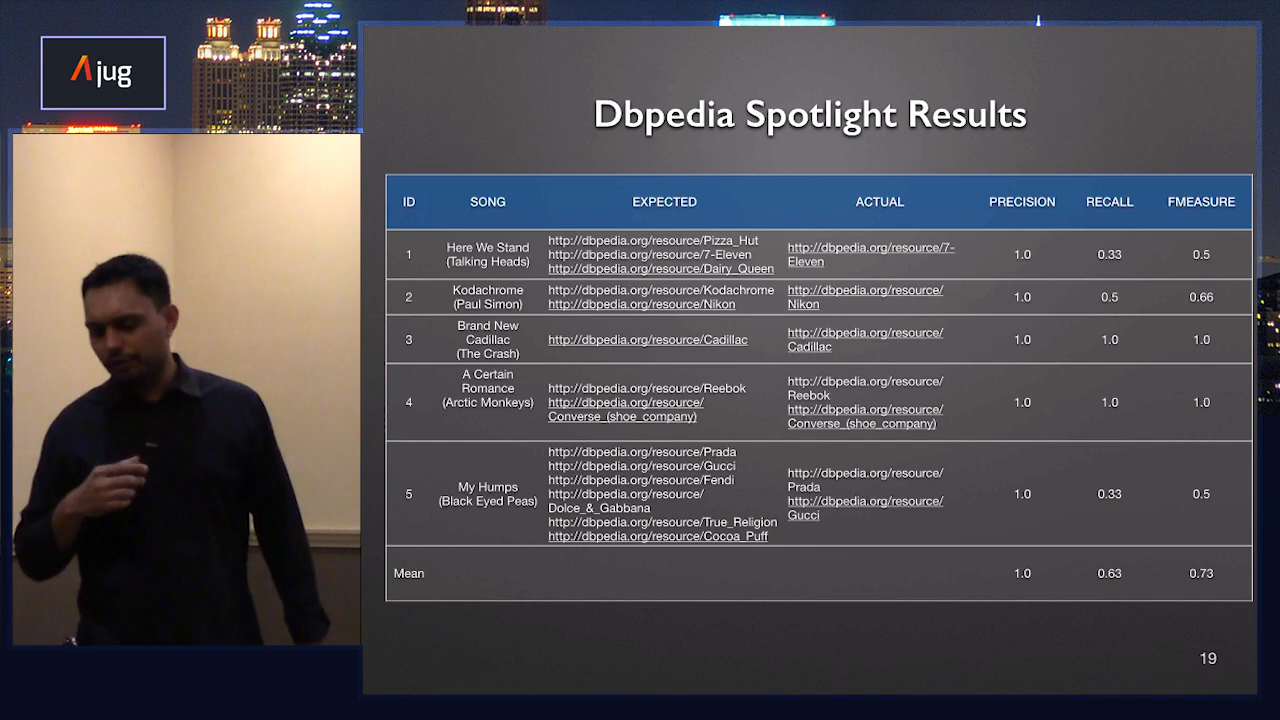 Ajug
Dbpedia Spotlight Results
ID SONG EXPECTED ACTUAL PRECISION RECALL FMEASURE
1
Here We Stand
(Talking Heads)
http://dbpedia.org/resource/Pizza_Hut
http://dbpedia.org/resource/7-Eleven
http://dbpedia.org/resource/Dairy_Queen
http://dbpedia.org/resource/7-
Eleven
1.0 0.33 0.5
2
Kodachrome
(Paul Simon)
http://dbpedia.org/resource/Kodachrome
http://dbpedia.org/resource/Nikon
http://dbpedia.org/resource/
Nikon
1.0 0.5 0.66
3
Brand New
Cadillac
(The Crash)
http://dbpedia.org/resource/Cadillac
http://dbpedia.org/resource/
Cadillac
1.0 1.0 1.0
4
A Certain
Romance
(Arctic Monkeys)
http://dbpedia.org/resource/Reebok
http://dbpedia.org/resource/
Converse_(shoe_company)
http://dbpedia.org/resource/
Reebok
http://dbpedia.org/resource/
Converse_(shoe_company)
1.0 1.0 1.0
5
My Humps
(Black Eyed Peas)
http://dbpedia.org/resource/Prada
http://dbpedia.org/resource/Gucci
http://dbpedia.org/resource/Fendi
http://dbpedia.org/resource/
Dolce_&_Gabbana
http://dbpedia.org/resource/True_Religion
http://dbpedia.org/resource/Cocoa_Puff
http://dbpedia.org/resource/
Prada
http://dbpedia.org/resource/
Gucci
1.0 0.33 0.5
Mean 1.0 0.63 0.73
19